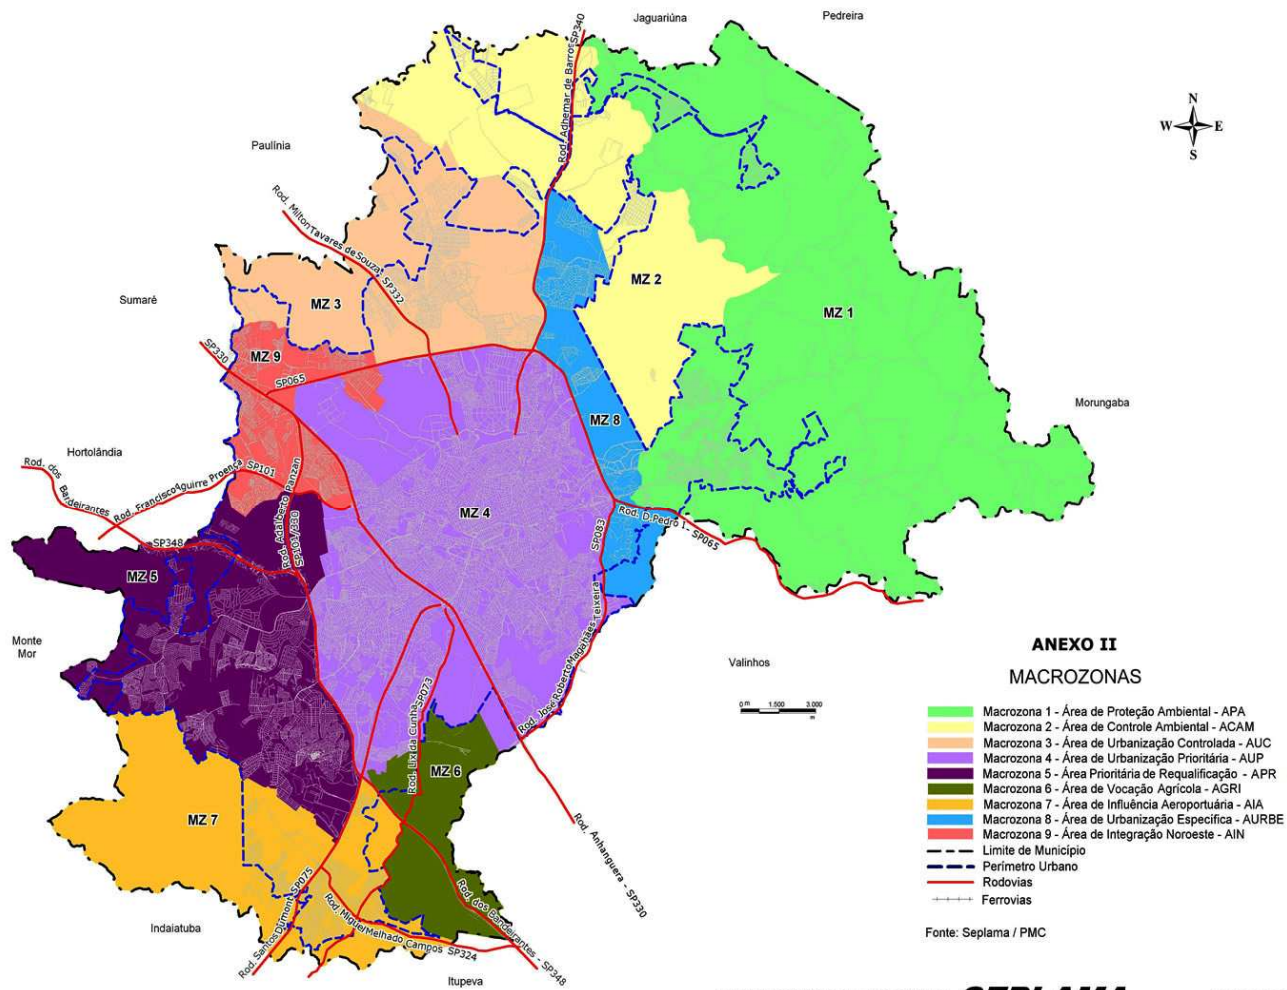 Jaguariúna
Pedreira
Rod. Adhemar de Barros SP340
N
W E
S
Paulínia
Rod. Milton Tavares de Souza, SP332
MZ 2
Sumaré
MZ 3
MZ 1
SP330
MZ 9
SP065
Morungaba
MZ 8
Hortolândia
Rod. dos Bandeirantes
Rod. Francisco Aguirre Proença SP101
Rod. Adalberto Panzan
SP101/330
MZ 4
Rod. D.Pedro I - SP065
SP083
SP348
MZ 5
Rod. José Roberto Magalhães Teixeira
Monte
Mor
Valinhos
ANEXO II
MACROZONAS
0 m 1.500 3.000
m
Rod. Lix da Cunha SP073
MZ 6
MZ 7
Rod. Anhanguera - SP330
Rod. Santos Dumont SP075
Rod. Miguel Melhado Campos SP324
Rod. dos Bandeirantes - SP348
Indaiatuba
Itupeva
Macrozona 1 - Área de Proteção Ambiental - APA
Macrozona 2 - Área de Controle Ambiental - ACAM
Macrozona 3 - Área de Urbanização Controlada - AUC
Macrozona 4 - Área de Urbanização Prioritária - AUP
Macrozona 5 - Área Prioritária de Requalificação - APR
Macrozona 6 - Área de Vocação Agrícola - AGRI
Macrozona 7 - Área de Influência Aeroportuária - AIA
Macrozona 8 - Área de Urbanização Específica - AURBE
Macrozona 9 - Área de Integração Noroeste - AIN
Limite de Município
Perímetro Urbano
Rodovias
Ferrovias
Fonte: Seplama / PMC